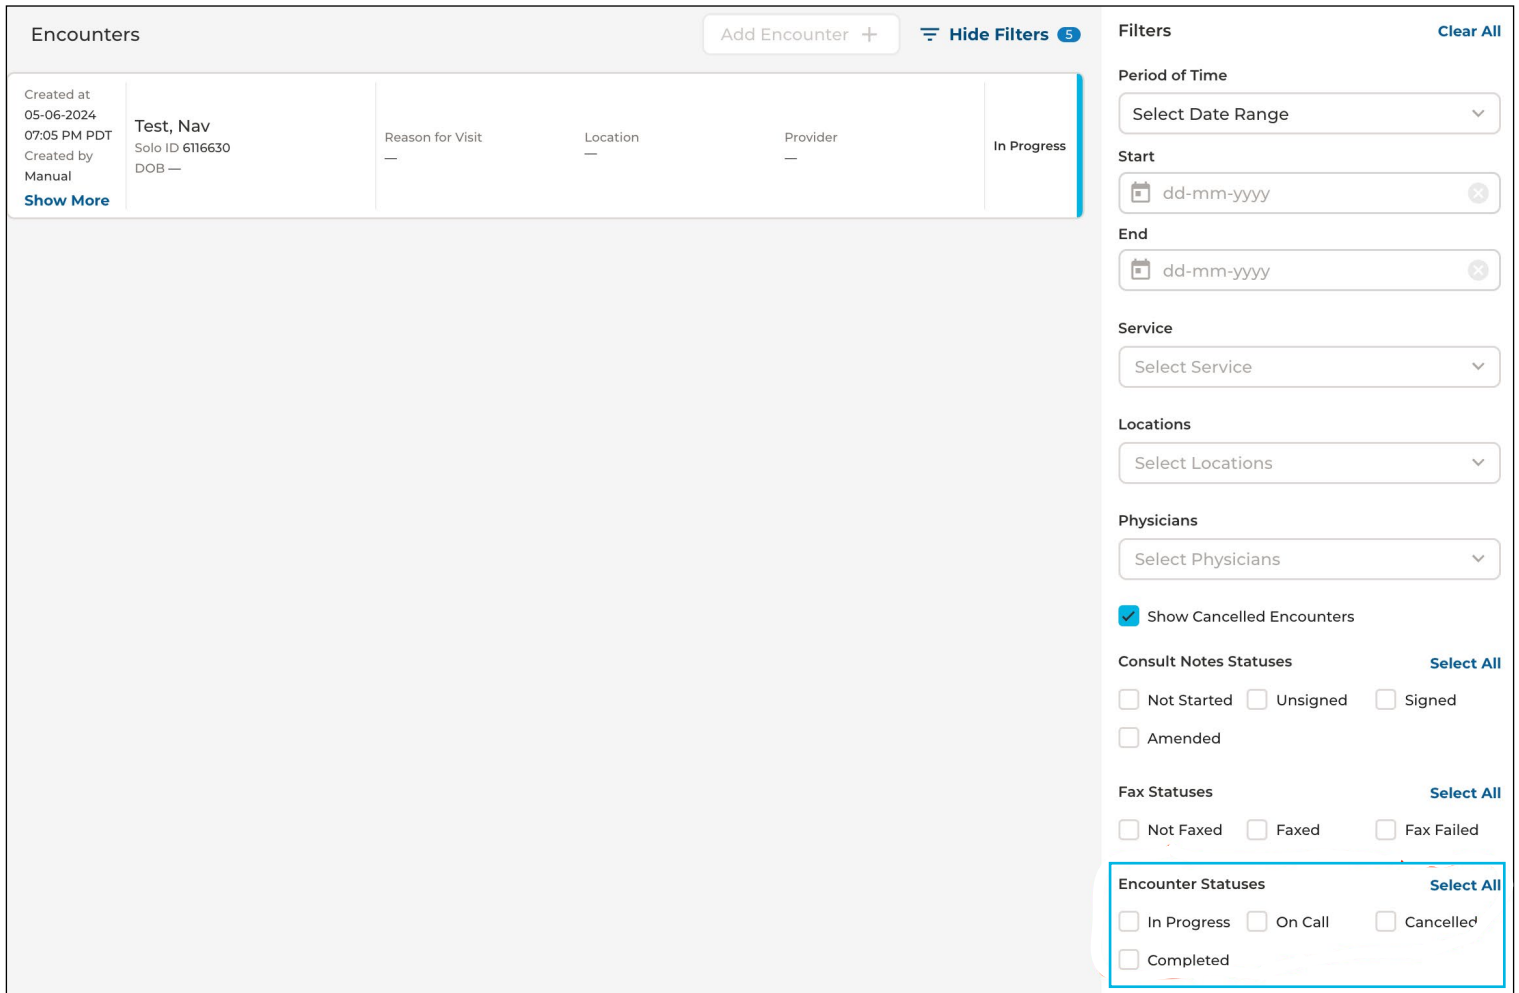 Encounters
Add Encounter +
Hide Filters 5
Created at
05-06-2024
07:05 PM PDT
Created by
Manual
Show More
Test, Nav
Solo ID 6116630
DOB —
Reason for Visit
—
Location
—
Provider
—
In Progress
Filters
Clear All
Period of Time
Select Date Range
Start
dd-mm-yyyy
End
dd-mm-yyyy
Service
Select Service
Locations
Select Locations
Physicians
Select Physicians
Show Cancelled Encounters
Consult Notes Statuses
Select All
Not Started Unsigned Signed
Amended
Fax Statuses
Select All
Not Faxed Faxed Fax Failed
Encounter Statuses
Select All
In Progress On Call Cancelled
Completed